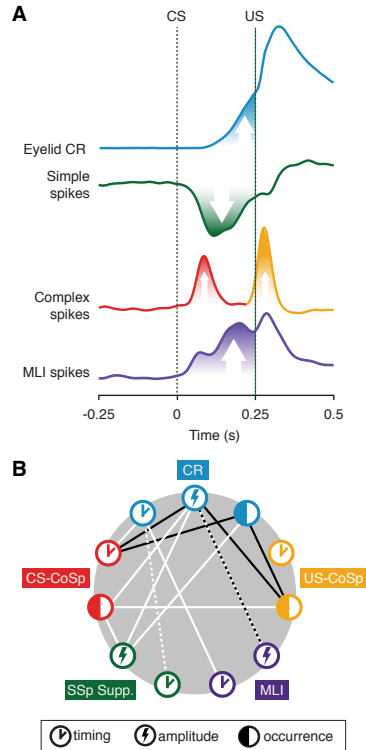 A
CS
US
Eyelid CR
Simple
spikes
Complex
spikes
MLI spikes
-0.25
0
0.25
0.5
Time (s)
B
CR
CS-CoSp
US-CoSp
SSp Supp.
MLI
timing
amplitude
occurrence